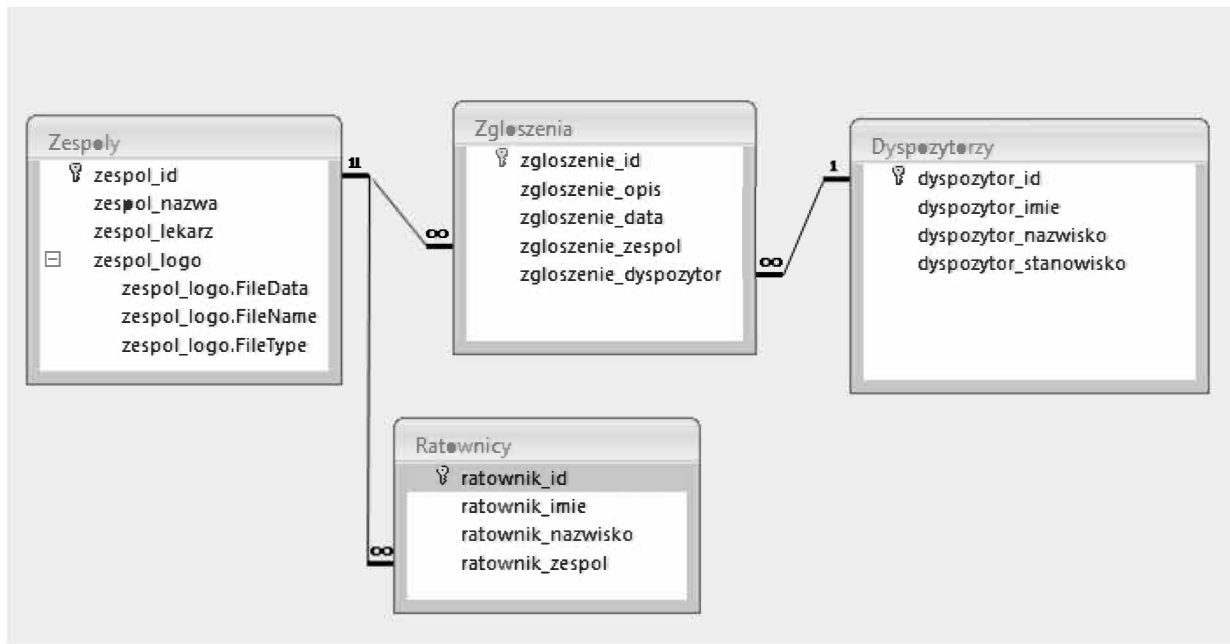 Zespoly
zespol_id
zespol_nazwa
zespol_lekarz
zespol_logo
zespol_logo.FileData
zespol_logo.FileName
zespol_logo.FileType
1
1
∞
Zgloszenia
zgloszenie_id
zgloszenie_opis
zgloszenie_data
zgloszenie_zespol
zgloszenie_dyspozytor
∞
1
Dyspozytorzy
dyspozytor_id
dyspozytor_imie
dyspozytor_nazwisko
dyspozytor_stanowisko
Ratownicy
ratownik_id
ratownik_imie
ratownik_nazwisko
ratownik_zespol
∞